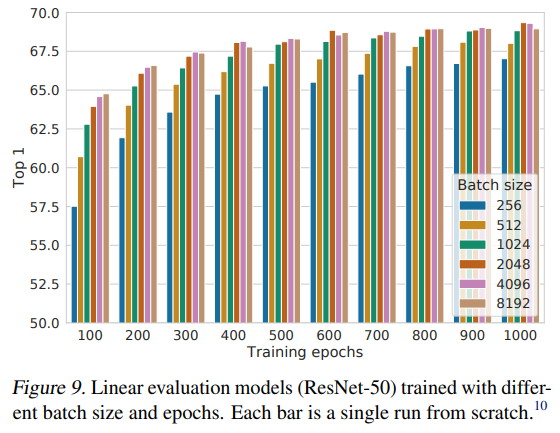 70.0
67.5
65.0
62.5
60.0
57.5
55.0
52.5
50.0
Top 1
100 200 300 400 500 600 700 800 900 1000
Training epochs
Batch size
256
512
1024
2048
4096
8192
Figure 9. Linear evaluation models (ResNet-50) trained with differ-
ent batch size and epochs. Each bar is a single run from scratch.10